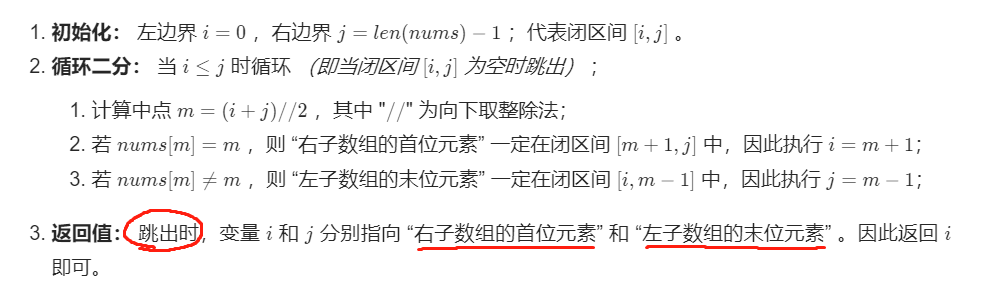 1. 初始化： 左边界 i = 0 ，右边界 j = len(nums) − 1 ；代表闭区间 [i, j] 。
2. 循环二分： 当 i ≤ j 时循环 （即当闭区间 [i, j] 为空时跳出） ；
1. 计算中点 m = (i + j)//2 ，其中 "//" 为向下取整除法；
2. 若 nums[m] = m ，则 “右子数组的首位元素” 一定在闭区间 [m + 1, j] 中，因此执行 i = m + 1；
3. 若 nums[m] ≠ m ，则 “左子数组的末位元素” 一定在闭区间 [i, m − 1] 中，因此执行 j = m − 1；
3. 返回值： 跳出时，变量 i 和 j 分别指向 “右子数组的首位元素” 和 “左子数组的末位元素” 。因此返回 i
即可。